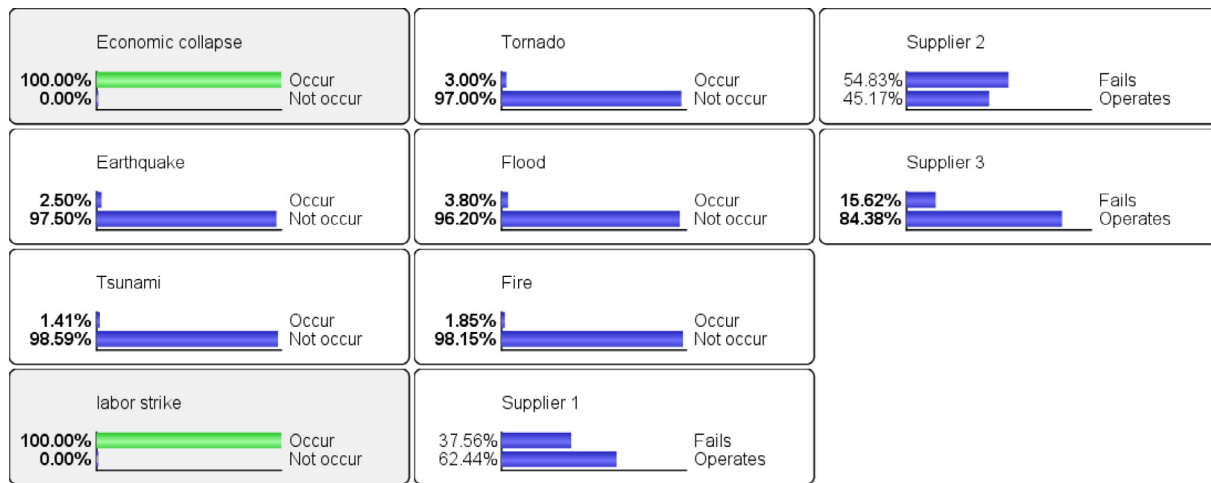 Economic collapse
100.00% Occur
0.00% Not occur
Earthquake
2.50% Occur
97.50% Not occur
Tsunami
1.41% Occur
98.59% Not occur
labor strike
100.00% Occur
0.00% Not occur
Tornado
3.00% Occur
97.00% Not occur
Flood
3.80% Occur
96.20% Not occur
Fire
1.85% Occur
98.15% Not occur
Supplier 1
37.56% Fails
62.44% Operates
Supplier 2
54.83% Fails
45.17% Operates
Supplier 3
15.62% Fails
84.38% Operates